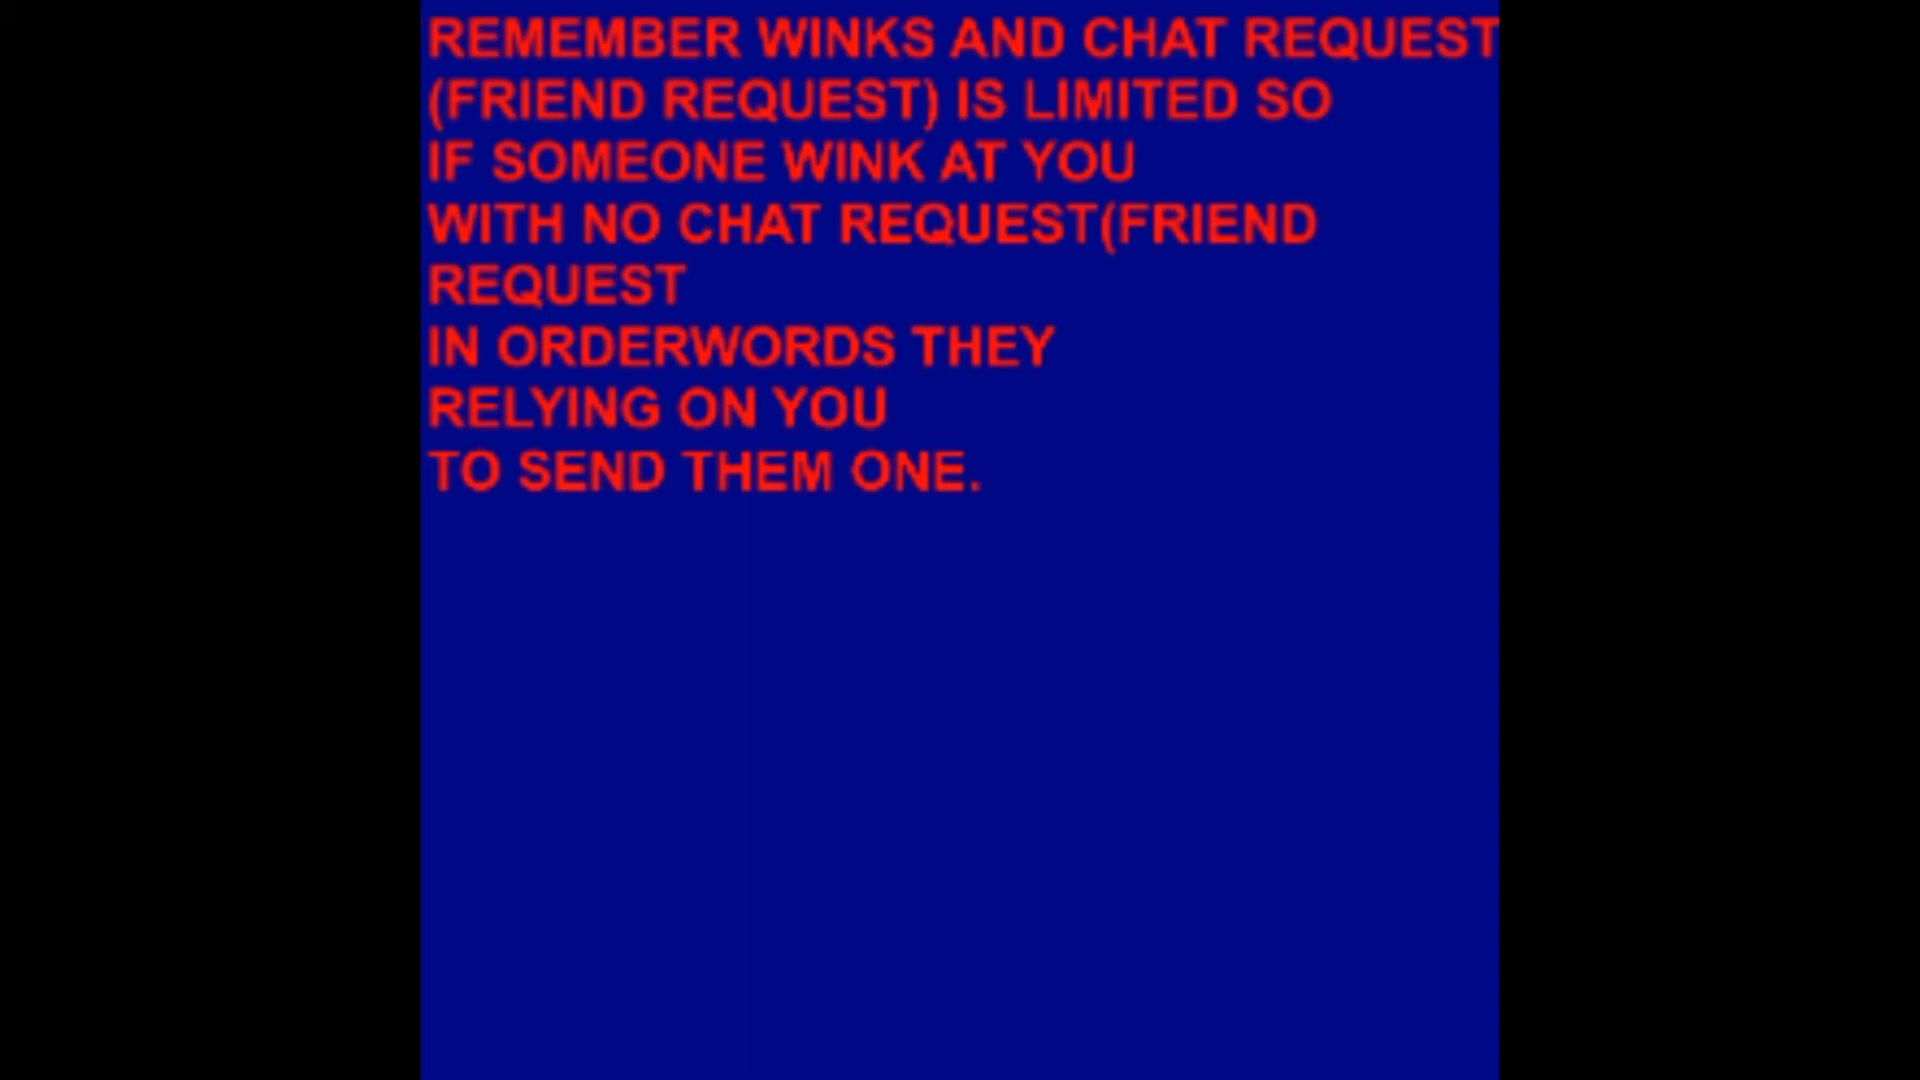 REMEMBER WINKS AND CHAT REQUEST
(FRIEND REQUEST) IS LIMITED SO
IF SOMEONE WINK AT YOU
WITH NO CHAT REQUEST(FRIEND
REQUEST
IN ORDERWORDS THEY
RELYING ON YOU
TO SEND THEM ONE.